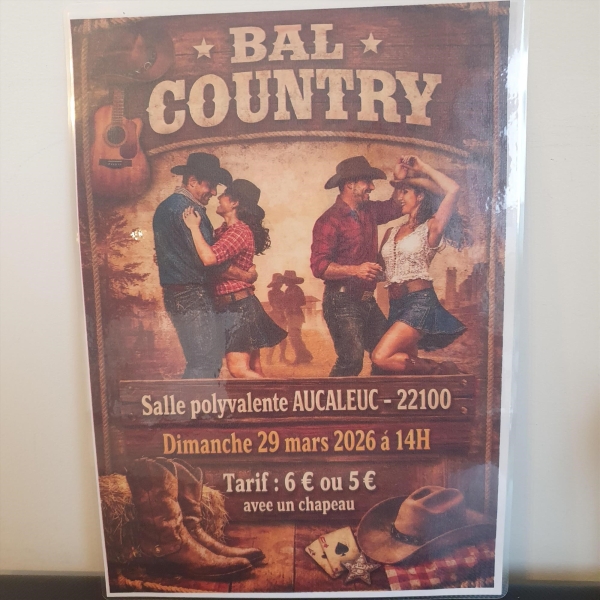 BAL
COUNTRY
Salle polyvalente AUCALEUC - 22100
Dimanche 29 mars 2026 á 14H
Tarif : 6 € ou 5 €
avec un chapeau